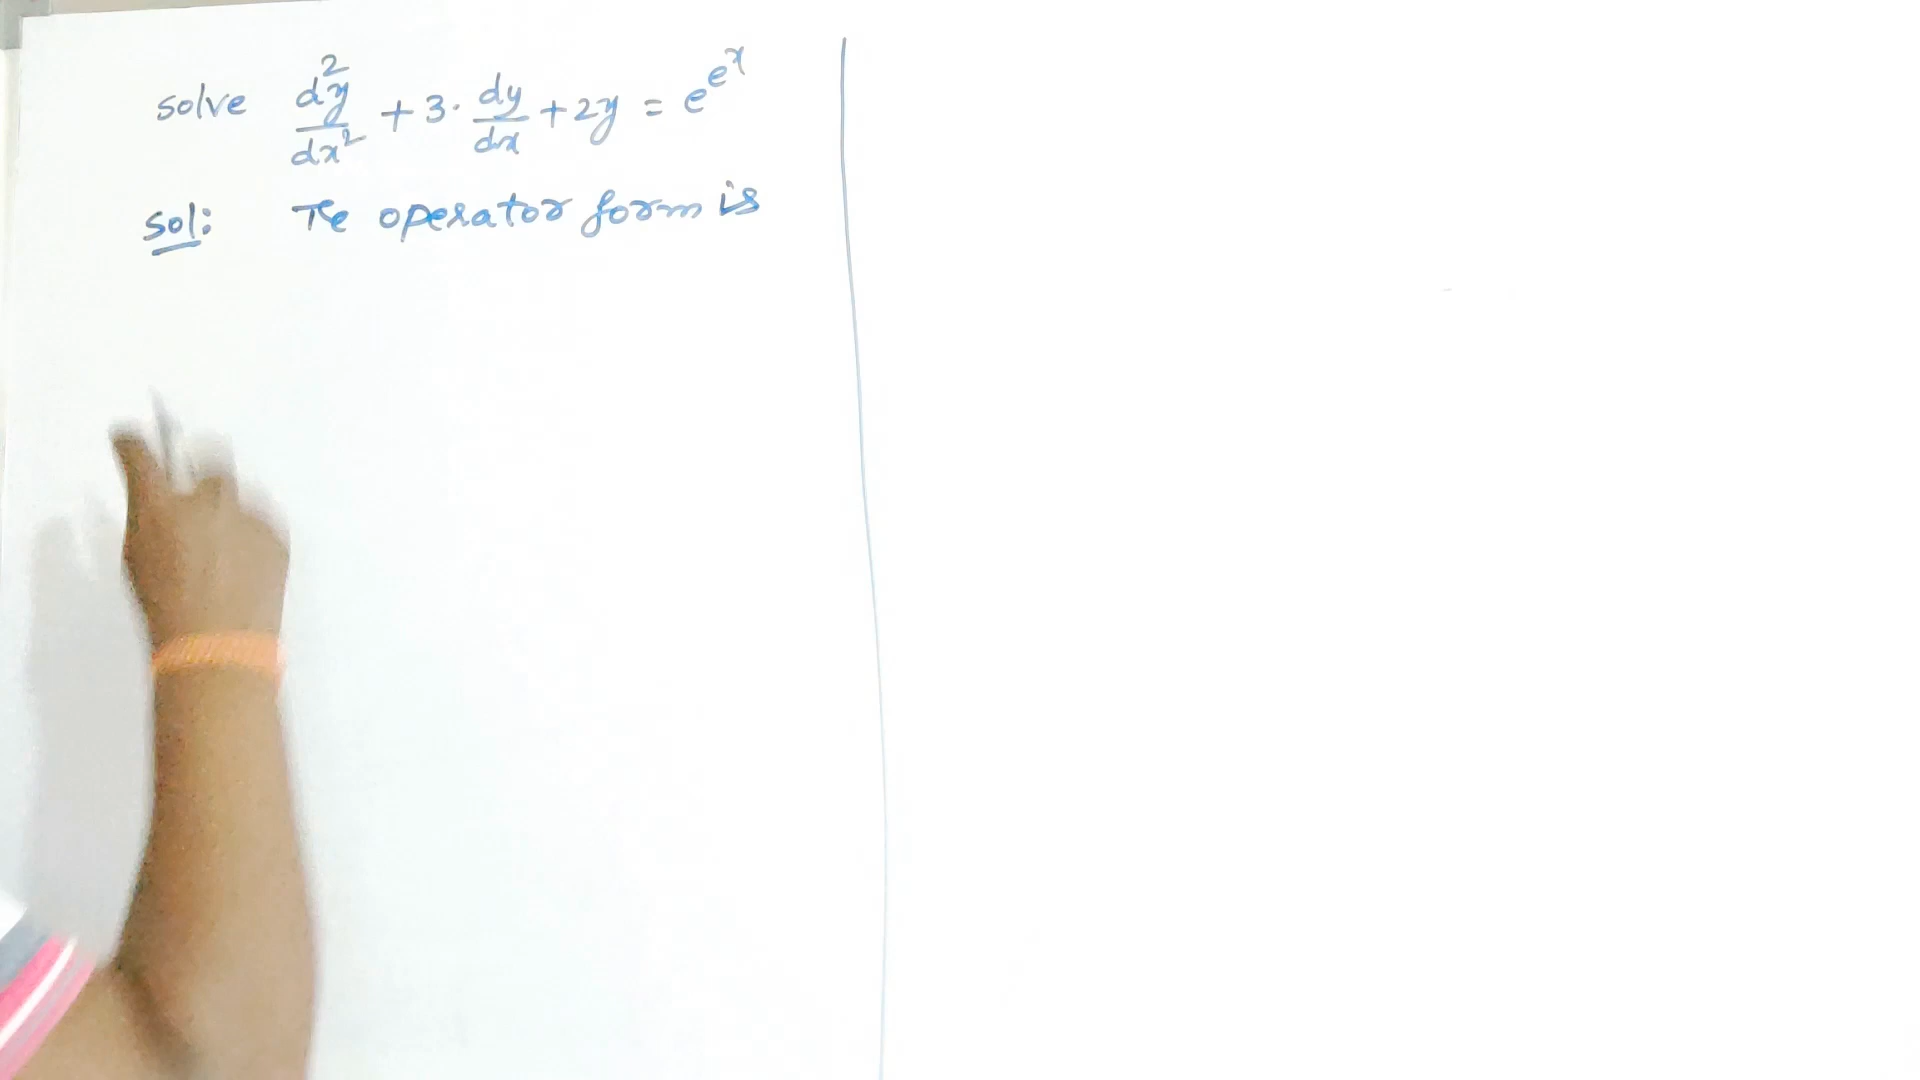 solve d²y/dx² + 3. dy/dx + 2y = e^e^x
Sol: Te operator form is